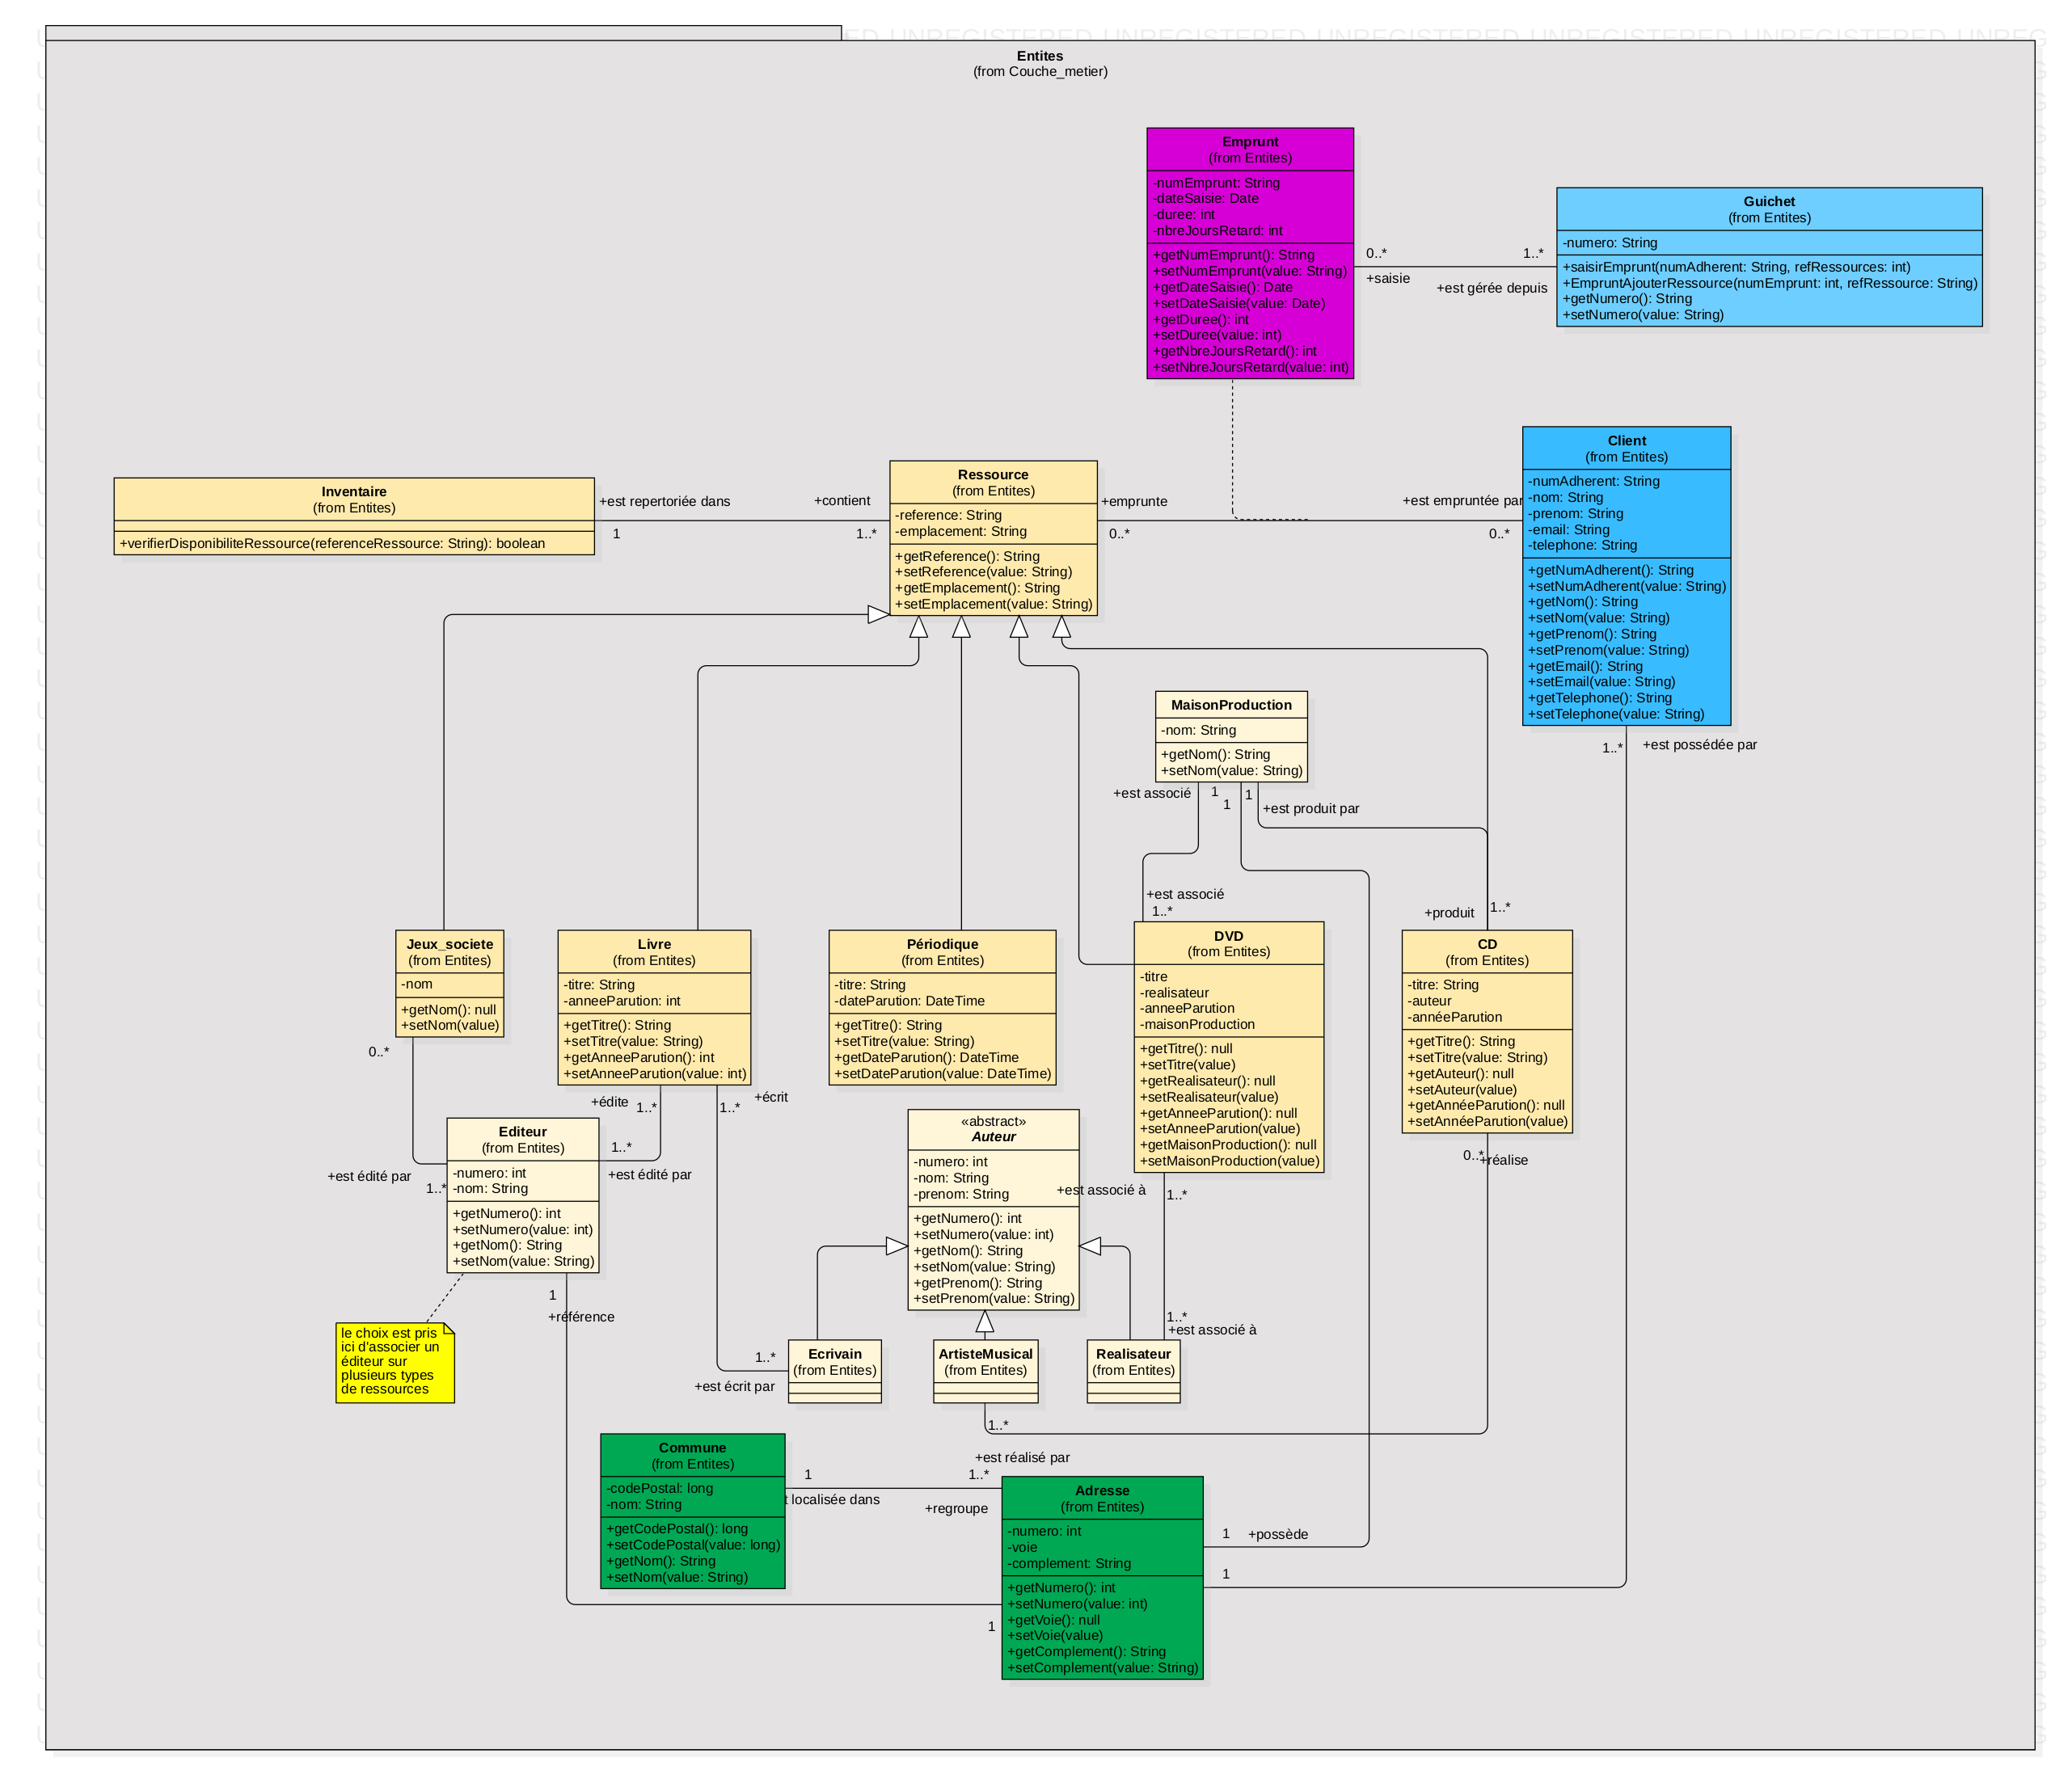 UNREGISTERED UNREGISTERED UNREGISTERED UNREGISTERED UNREGISTERED
Entites
(from Couche_metier)
Emprunt
(from Entites)
-numEmprunt: String
-dateSaisie: Date
-duree: int
-nbreJoursRetard: int
+getNumEmprunt(): String
+setNumEmprunt(value: String)
+getDateSaisie(): Date
+setDateSaisie(value: Date)
+getDuree(): int
+setDuree(value: int)
+getNbreJoursRetard(): int
+setNbreJoursRetard(value: int)
0..*
+saisie
1..*
+est gérée depuis
Guichet
(from Entites)
-numero: String
+saisirEmprunt(numAdherent: String, refRessources: int)
+EmpruntAjouterRessource(numEmprunt: int, refRessource: String)
+getNumero(): String
+setNumero(value: String)
Inventaire
(from Entites)
+verifierDisponibiliteRessource(referenceRessource: String): boolean
+est repertoriée dans
1
+contient
1..*
Ressource
(from Entites)
-reference: String
-emplacement: String
+getReference(): String
+setReference(value: String)
+getEmplacement(): String
+setEmplacement(value: String)
+emprunte
0..*
+est empruntée par
0..*
Client
(from Entites)
-numAdherent: String
-nom: String
-prenom: String
-email: String
-telephone: String
+getNumAdherent(): String
+setNumAdherent(value: String)
+getNom(): String
+setNom(value: String)
+getPrenom(): String
+setPrenom(value: String)
+getEmail(): String
+setEmail(value: String)
+getTelephone(): String
+setTelephone(value: String)
1..*
+est possédée par
MaisonProduction
-nom: String
+getNom(): String
+setNom(value: String)
+est associé
1
1
1
+est produit par
+est associé
1..*
+produit
1..*
Jeux_societe
(from Entites)
-nom
+getNom(): null
+setNom(value)
0..*
Livre
(from Entites)
-titre: String
-anneeParution: int
+getTitre(): String
+setTitre(value: String)
+getAnneeParution(): int
+setAnneeParution(value: int)
+édite
1..*
1..*
+écrit
Périodique
(from Entites)
-titre: String
-dateParution: DateTime
+getTitre(): String
+setTitre(value: String)
+getDateParution(): DateTime
+setDateParution(value: DateTime)
DVD
(from Entites)
-titre
-realisateur
-anneeParution
-maisonProduction
+getTitre(): null
+setTitre(value)
+getRealisateur(): null
+setRealisateur(value)
+getAnneeParution(): null
+setAnneeParution(value)
+getMaisonProduction(): null
+setMaisonProduction(value)
CD
(from Entites)
-titre: String
-auteur
-annéeParution
+getTitre(): String
+setTitre(value: String)
+getAuteur(): null
+setAuteur(value)
+getAnnéeParution(): null
+setAnnéeParution(value)
0..*
+réalise
Editeur
(from Entites)
-numero: int
-nom: String
+getNumero(): int
+setNumero(value: int)
+getNom(): String
+setNom(value: String)
+est édité par
1..*
1..*
+est édité par
1
+référence
le choix est pris
ici d'associer un
éditeur sur
plusieurs types
de ressources
«abstract»
Auteur
-numero: int
-nom: String
-prenom: String
+getNumero(): int
+setNumero(value: int)
+getNom(): String
+setNom(value: String)
+getPrenom(): String
+setPrenom(value: String)
+est associé à
1..*
1..*
+est associé à
1..*
+est écrit par
Ecrivain
(from Entites)
ArtisteMusical
(from Entites)
Realisateur
(from Entites)
1..*
+est réalisé par
Commune
(from Entites)
-codePostal: long
-nom: String
+getCodePostal(): long
+setCodePostal(value: long)
+getNom(): String
+setNom(value: String)
1
t localisée dans
1..*
+regroupe
Adresse
(from Entites)
-numero: int
-voie
-complement: String
+getNumero(): int
+setNumero(value: int)
+getVoie(): null
+setVoie(value)
+getComplement(): String
+setComplement(value: String)
1
+possède
1
1